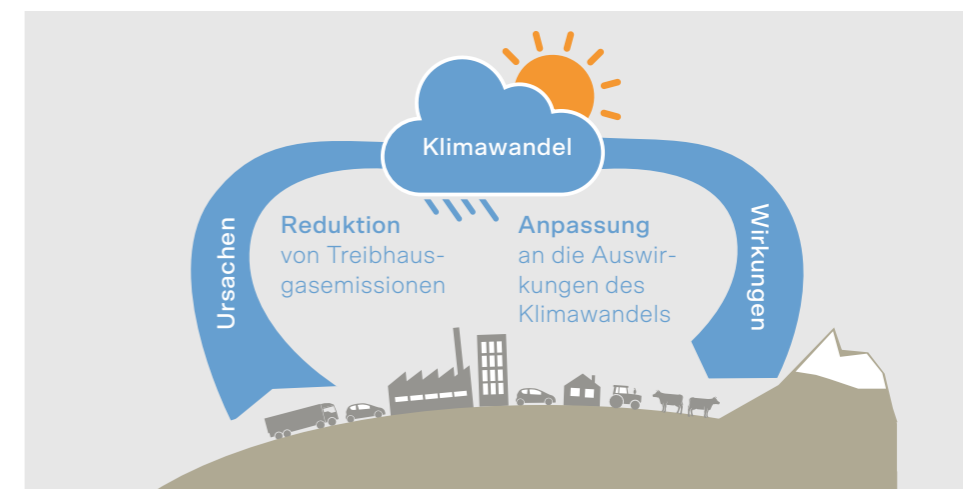 Klimawandel
Ursachen
Reduktion
von Treibhaus-
gasemissionen
Anpassung
an die Auswir-
kungen des
Klimawandels
Wirkungen